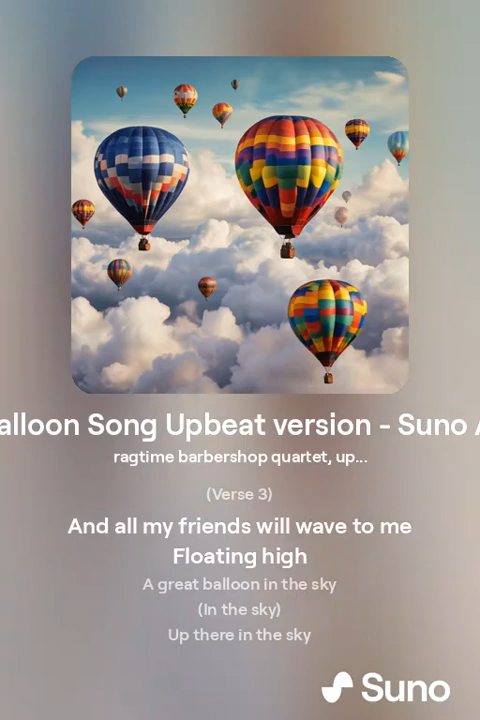 alloon Song Upbeat version - Suno A
ragtime barbershop quartet, up...
(Verse 3)
And all my friends will wave to me
Floating high
A great balloon in the sky
(In the sky)
Up there in the sky
Suno